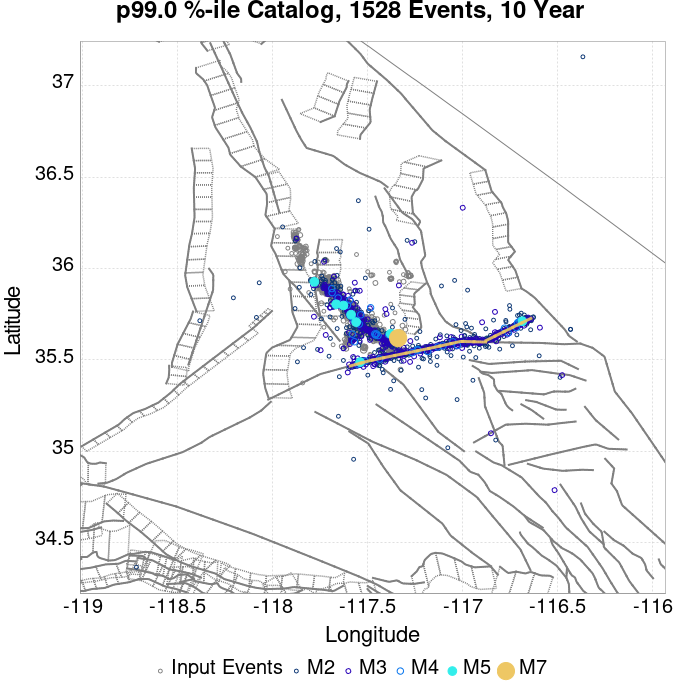 p99.0 %-ile Catalog, 1528 Events, 10 Year
37
36.5
36
35.5
35
34.5
Latitude
-119 -118.5 -118 -117.5 -117 -116.5 -116
Longitude
Input Events M2 M3 M4 M5 M7